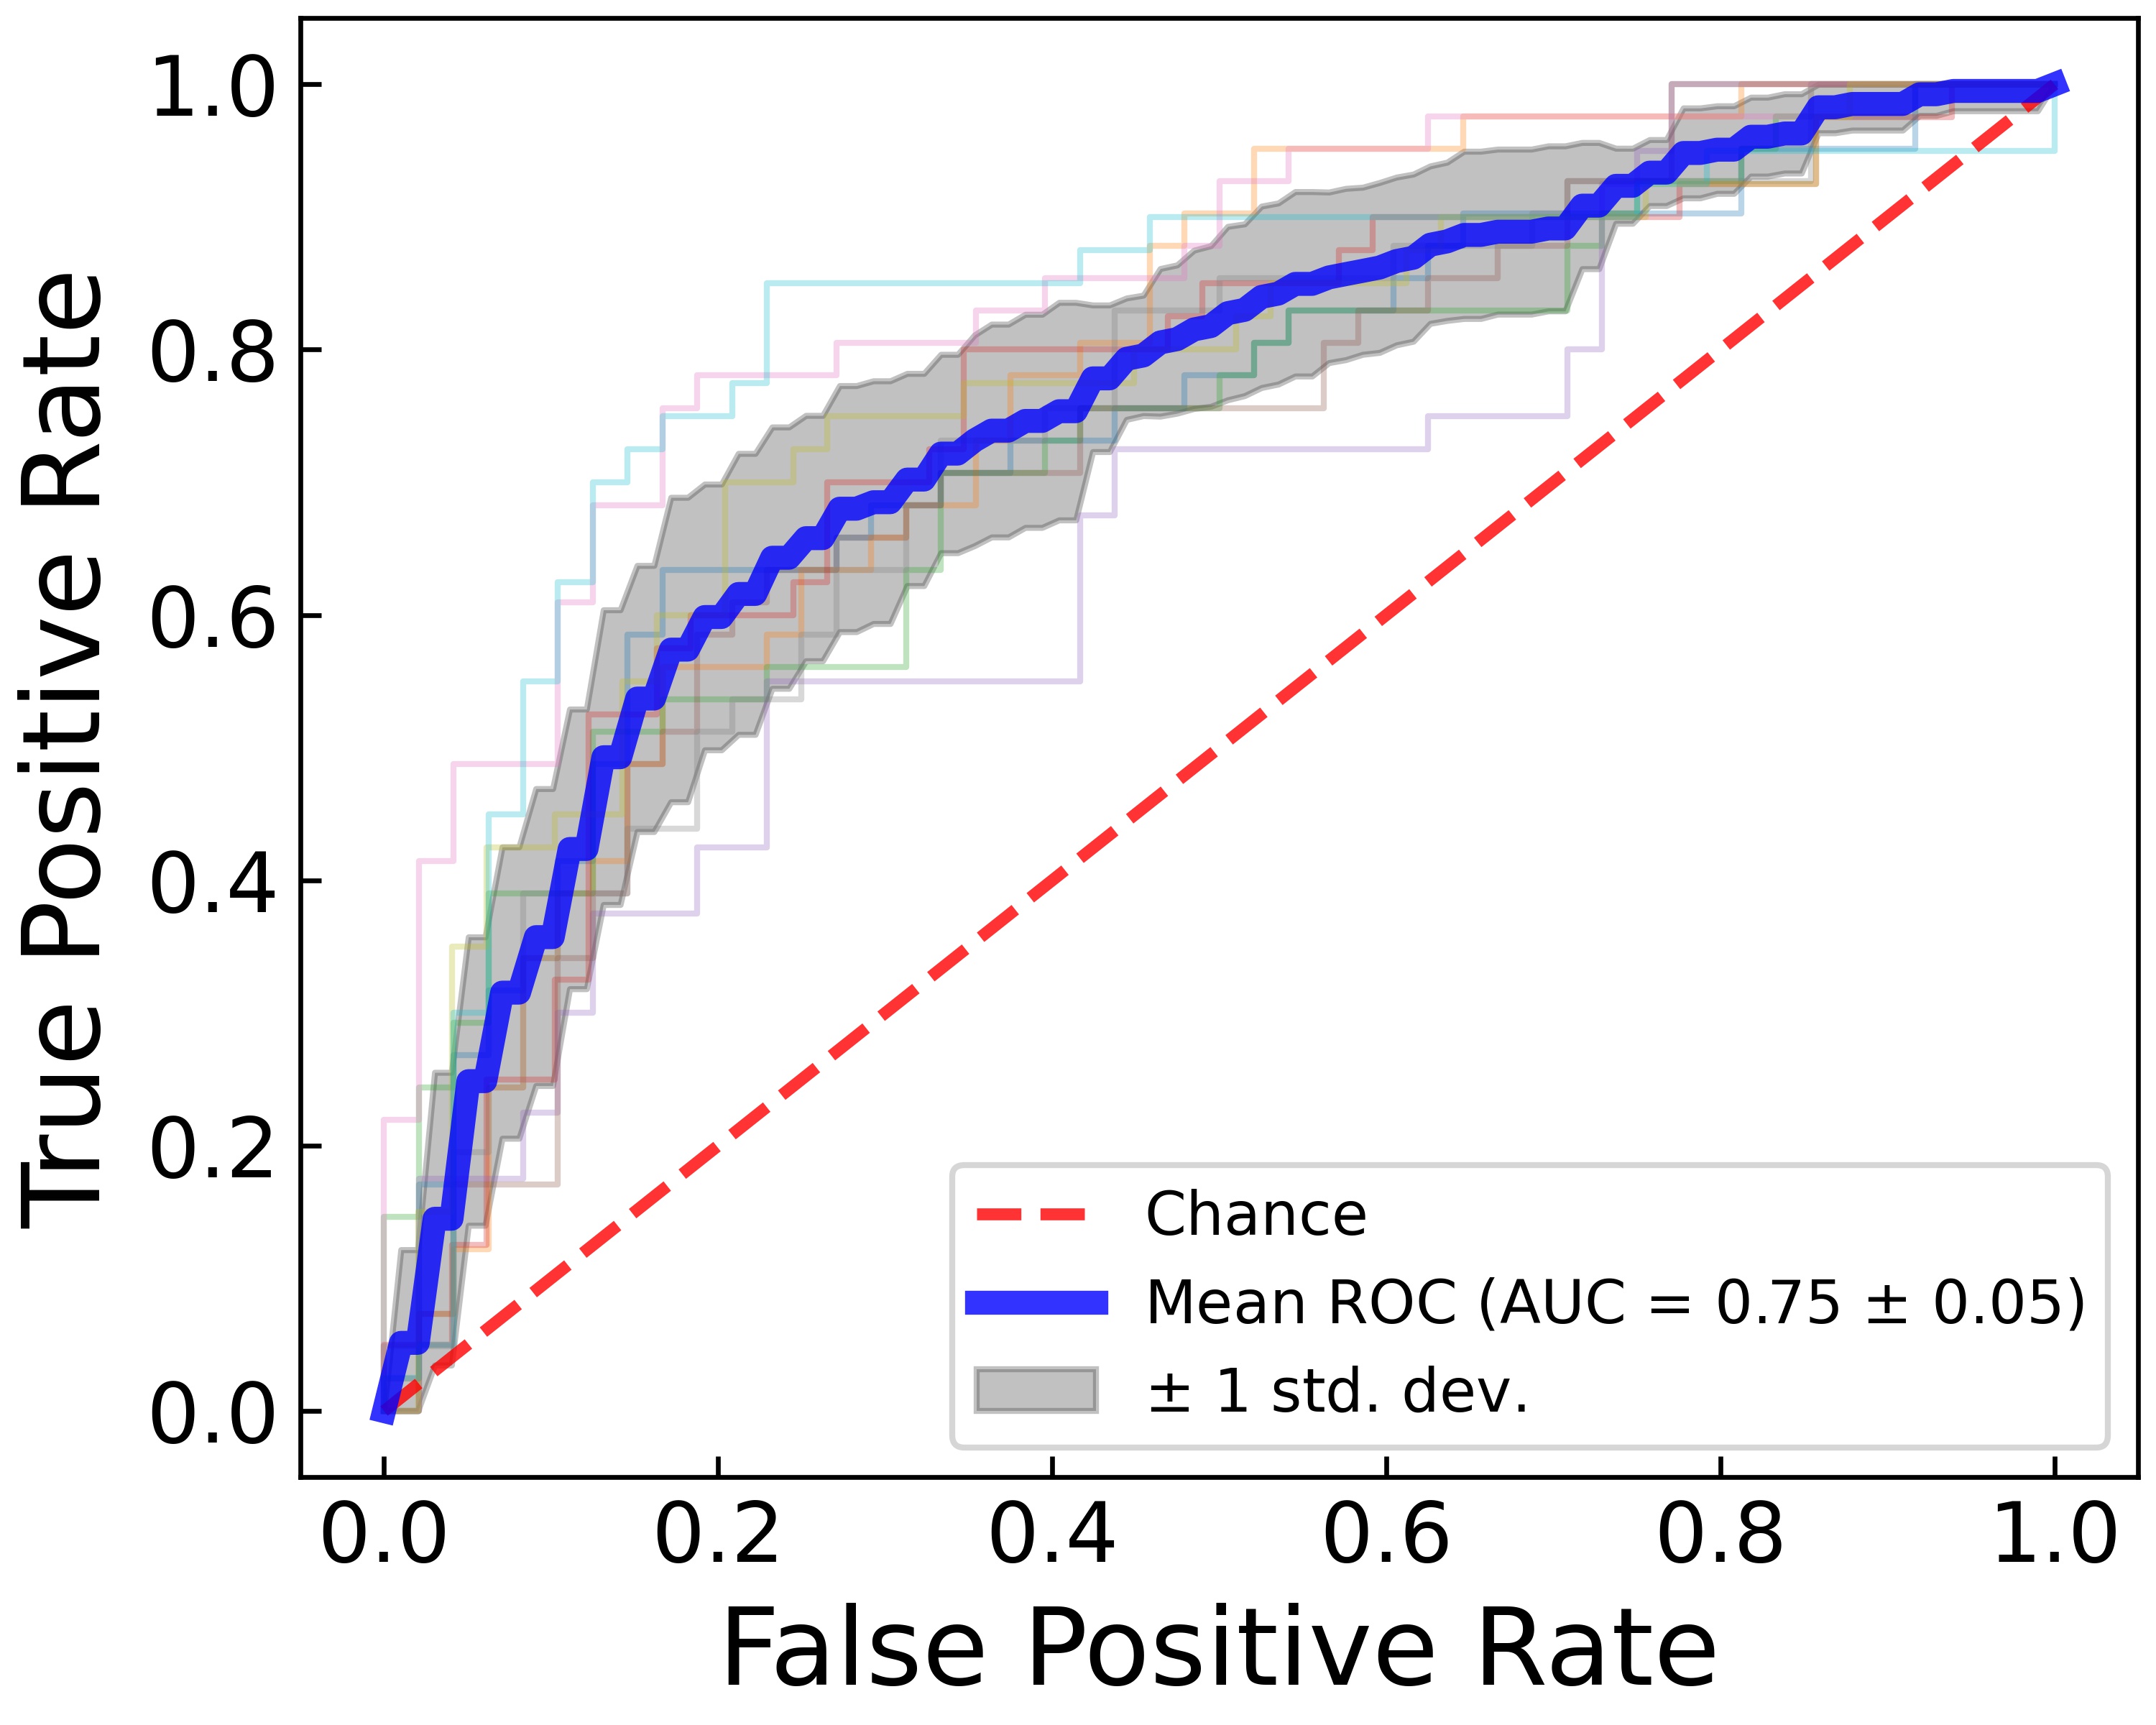 True Positive Rate
1.0
0.8
0.6
0.4
0.2
0.0
Chance
Mean ROC (AUC = 0.75 ± 0.05)
± 1 std. dev.
0.0 0.2 0.4 0.6 0.8 1.0
False Positive Rate